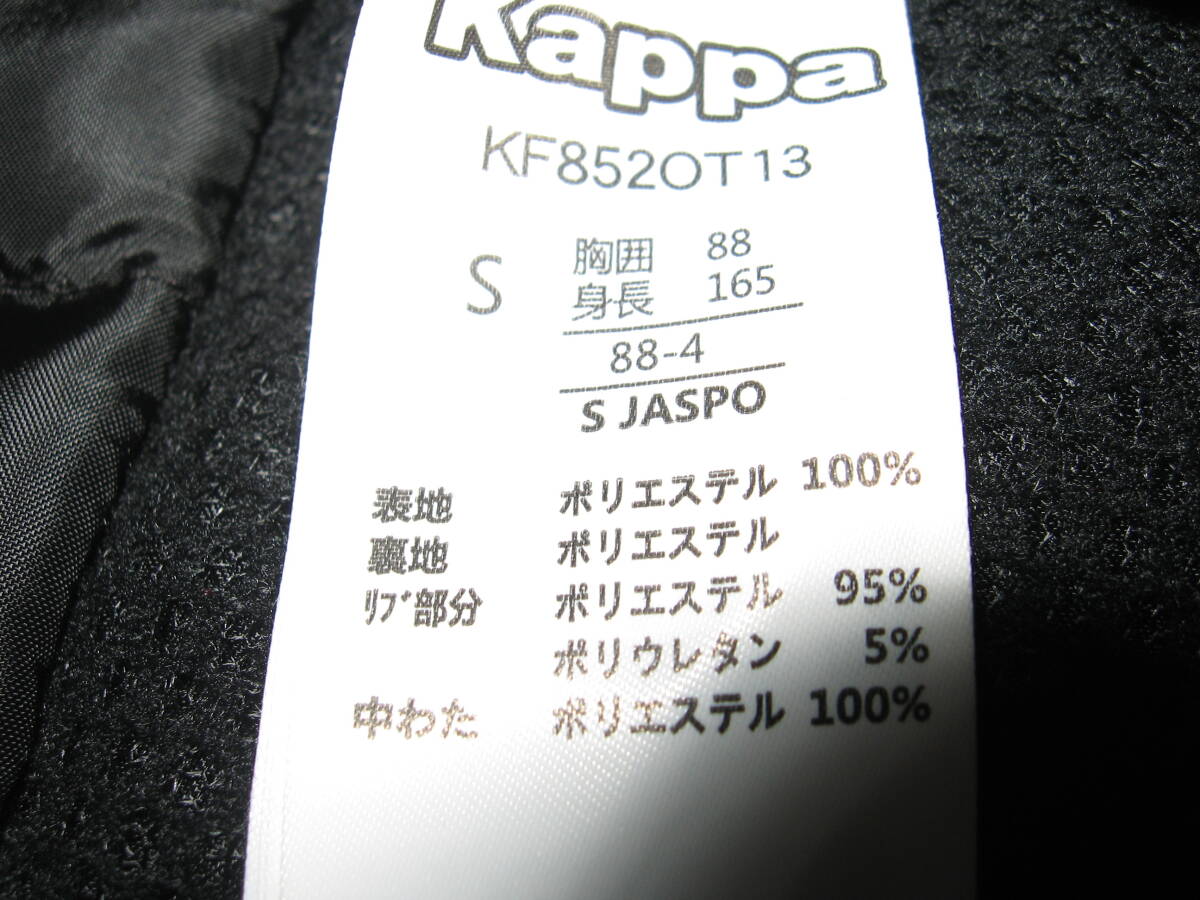 Kappa
KF852OT13
S 胸囲 88
身長 165
88-4
S JASPO
表地 ポリエステル 100%
裏地 ポリエステル
ﾘﾌﾞ部分 ポリエステル 95%
ポリウレタン 5%
中わた ポリエステル 100%